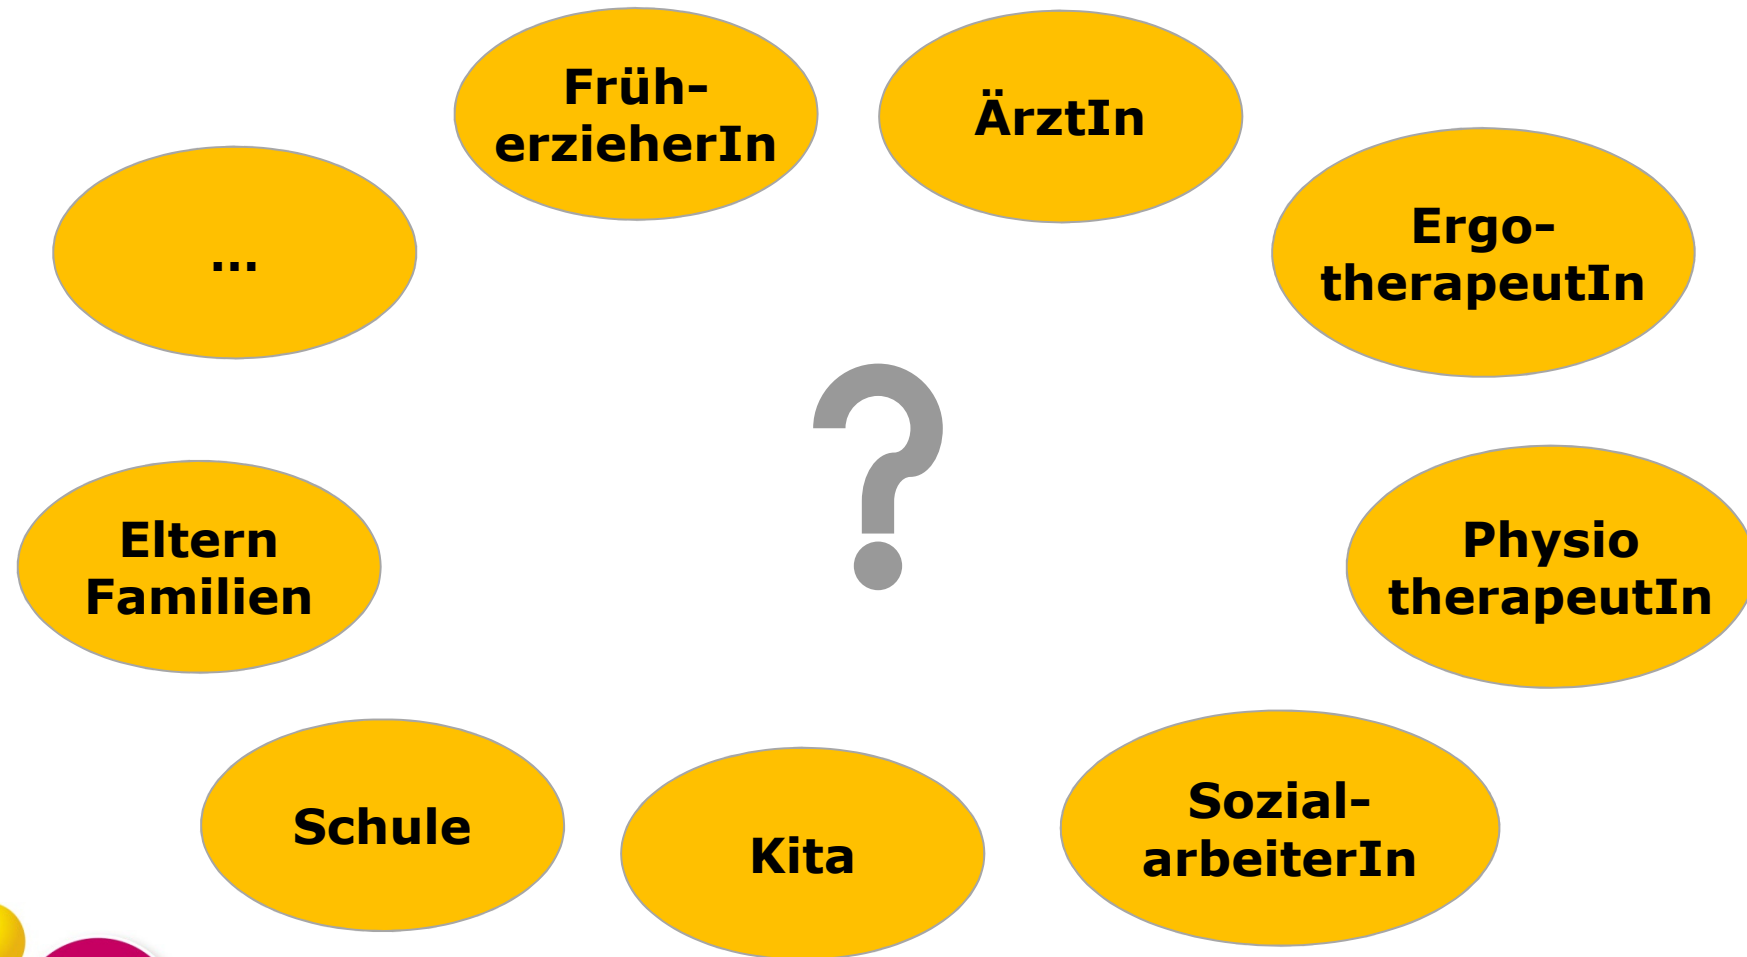 Früh-
erzieherIn
ÄrztIn
Ergo-
therapeutIn
...
?
Eltern
Familien
Physio
therapeutIn
Schule
Kita
Sozial-
arbeiterIn